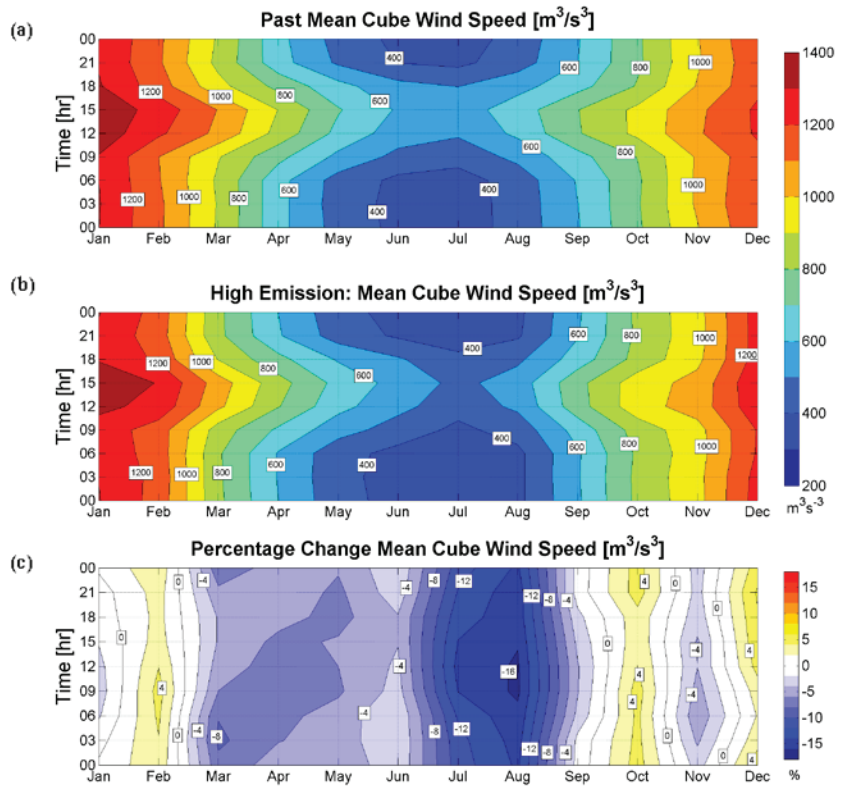 (a)
Past Mean Cube Wind Speed [m³/s³]
Time [hr]
00
21
18
15
12
09
06
03
00
1200 1000 800 600 400 600 800 1000
1200 1000 800 600 400 400 600 800 1000
Jan Feb Mar Apr May Jun Jul Aug Sep Oct Nov Dec
1400
1200
1000
800
600
400
200
m³s⁻³
(b)
High Emission: Mean Cube Wind Speed [m³/s³]
Time [hr]
00
21
18
15
12
09
06
03
00
1200 1000 800 600 400 600 800 1000 1200
1200 1000 800 600 400 400 600 800 1000
Jan Feb Mar Apr May Jun Jul Aug Sep Oct Nov Dec
(c)
Percentage Change Mean Cube Wind Speed [m³/s³]
Time [hr]
00
21
18
15
12
09
06
03
00
0 -4 4 -8 -12 -12 -8 -4 4 0 0
0 0 -4 4
4 -4 -16 4 -4
0 -4 -8 -4 -8 -12 -12 -8 -4 0 4 0 0 4
Jan Feb Mar Apr May Jun Jul Aug Sep Oct Nov Dec
15
10
5
0
-5
-10
-15
%